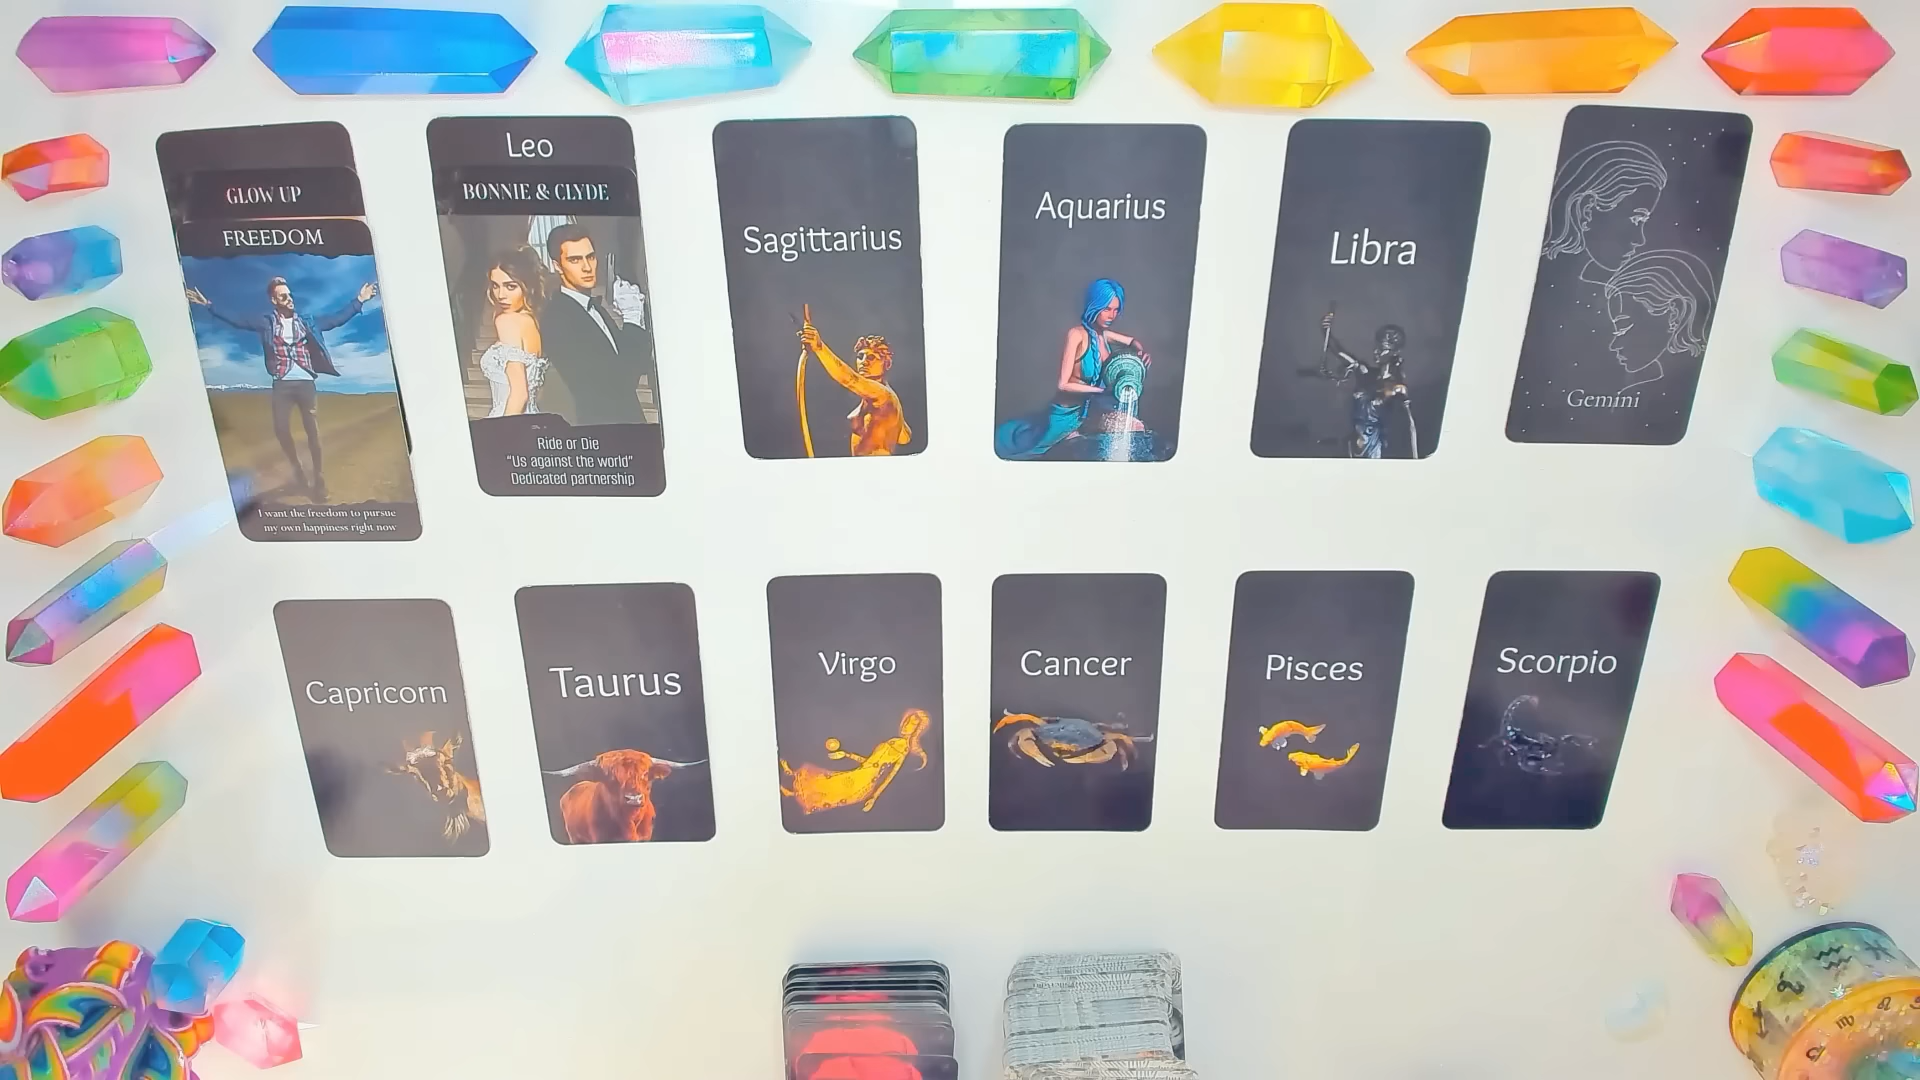 GLOW UP
FREEDOM
I want the freedom to pursue
my own happiness right now
Leo
BONNIE & CLYDE
Ride or Die
"Us against the world"
Dedicated partnership
Sagittarius
Aquarius
Libra
Gemini
Capricorn
Taurus
Virgo
Cancer
Pisces
Scorpio